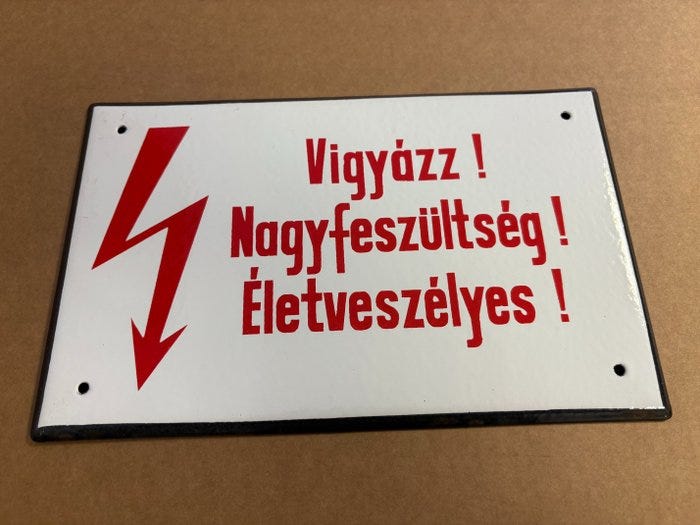 Vigyázz !
Nagyfeszültség !
Életveszélyes !